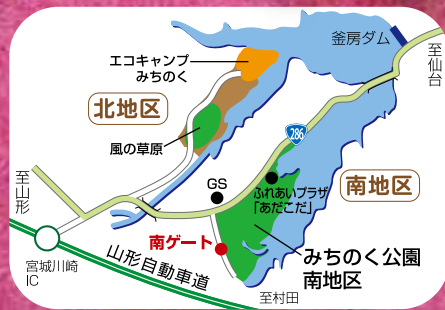 釜房ダム
至仙台
エコキャンプ
みちのく
北地区
風の草原
286
至山形
GS
ふれあいプラザ
「あだこだ」
南地区
南ゲート
みちのく公園
南地区
宮城川崎
IC
山形自動車道
至村田